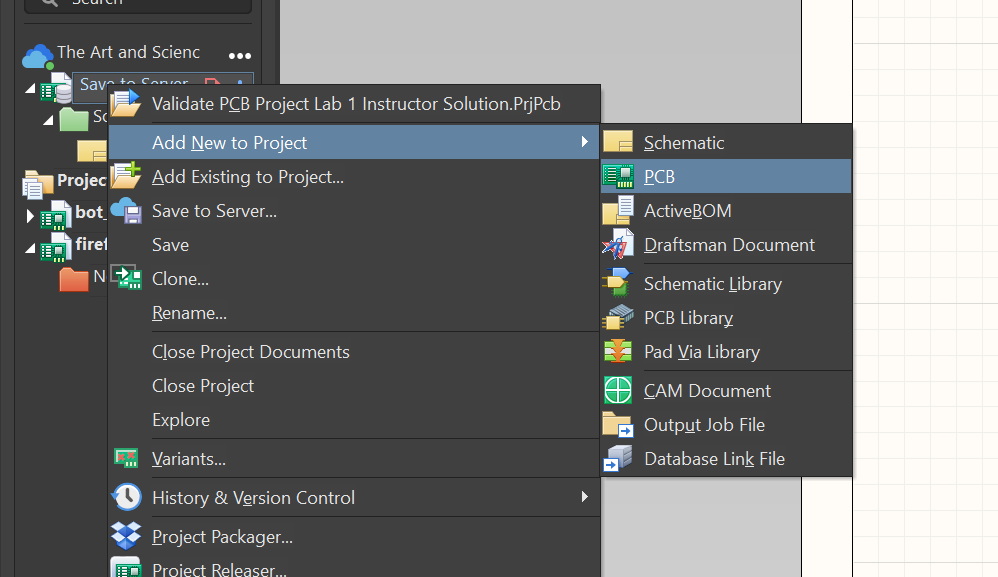 Search
The Art and Scienc
Save to Server
Validate PCB Project Lab 1 Instructor Solution.PrjPcb
Add New to Project
Add Existing to Project...
Save to Server...
Save
Clone...
Rename...
Close Project Documents
Close Project
Explore
Variants...
History & Version Control
Project Packager...
Project Releaser...
Schematic
PCB
ActiveBOM
Draftsman Document
Schematic Library
PCB Library
Pad Via Library
CAM Document
Output Job File
Database Link File
Projec
bot_
firef
N